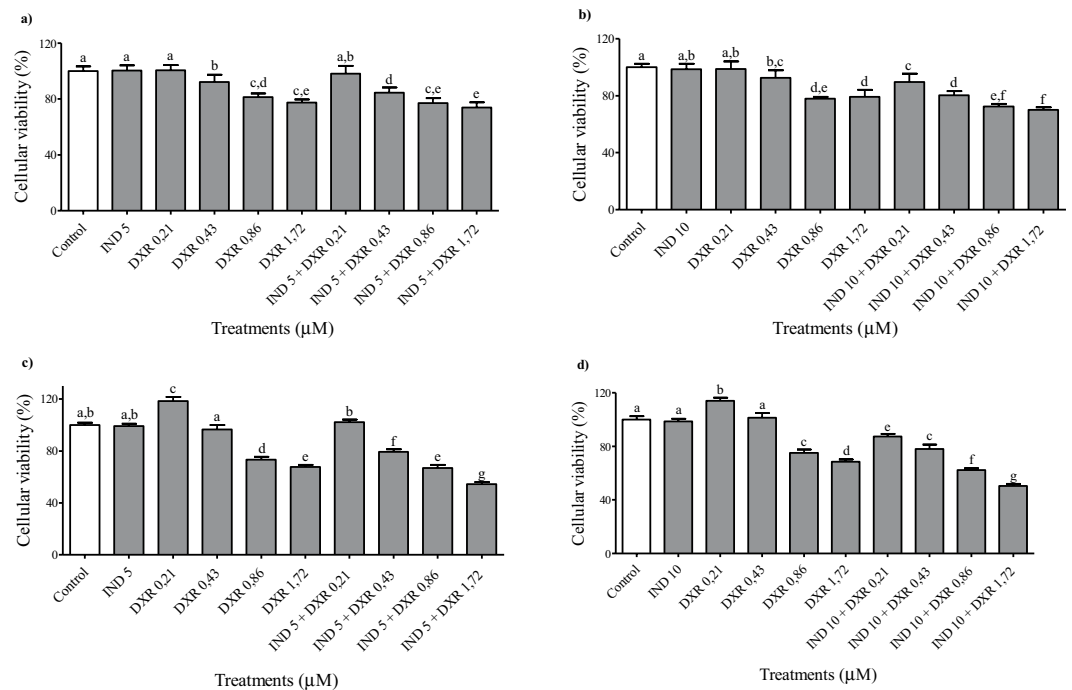 a)
Cellular viability (%)
120
80
40
0
a
a
a
b
c,d
c,e
a,b
d
c,e
e
Control
IND 5
DXR 0,21
DXR 0,43
DXR 0,86
DXR 1,72
IND 5 + DXR 0,21
IND 5 + DXR 0,43
IND 5 + DXR 0,86
IND 5 + DXR 1,72
Treatments (µM)
b)
Cellular viability (%)
120
80
40
0
a
a,b
a,b
b,c
d,e
d
c
d
e,f
f
Control
IND 10
DXR 0,21
DXR 0,43
DXR 0,86
DXR 1,72
IND 10 + DXR 0,21
IND 10 + DXR 0,43
IND 10 + DXR 0,86
IND 10 + DXR 1,72
Treatments (µM)
c)
Cellular viability (%)
120
80
40
0
a,b
a,b
c
a
d
e
b
f
e
g
Control
IND 5
DXR 0,21
DXR 0,43
DXR 0,86
DXR 1,72
IND 5 + DXR 0,21
IND 5 + DXR 0,43
IND 5 + DXR 0,86
IND 5 + DXR 1,72
Treatments (µM)
d)
Cellular viability (%)
120
80
40
0
a
a
b
a
c
d
e
c
f
g
Control
IND 10
DXR 0,21
DXR 0,43
DXR 0,86
DXR 1,72
IND 10 + DXR 0,21
IND 10 + DXR 0,43
IND 10 + DXR 0,86
IND 10 + DXR 1,72
Treatments (µM)